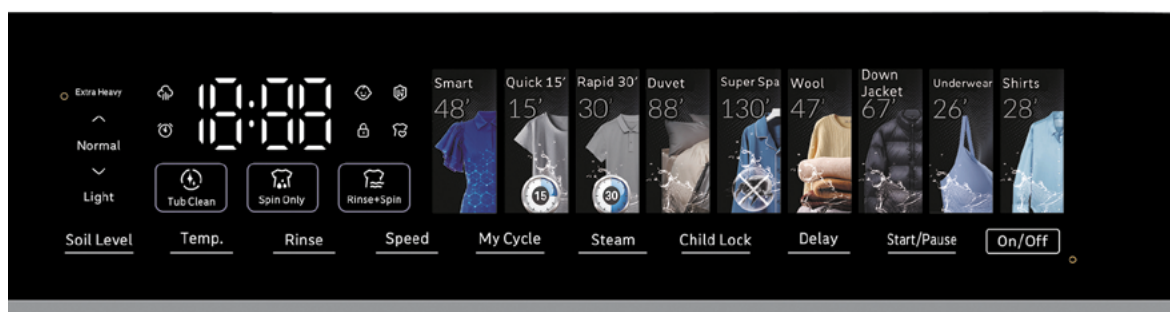 Extra Heavy
Normal
Light
18:88
Tub Clean
Spin Only
Rinse+Spin
Smart
48'
Quick 15'
15'
15
Rapid 30'
30'
30
Duvet
88'
Super Spa
130'
Wool
47'
Down
Jacket
67'
Underwear
26'
Shirts
28'
Soil Level
Temp.
Rinse
Speed
My Cycle
Steam
Child Lock
Delay
Start/Pause
On/Off